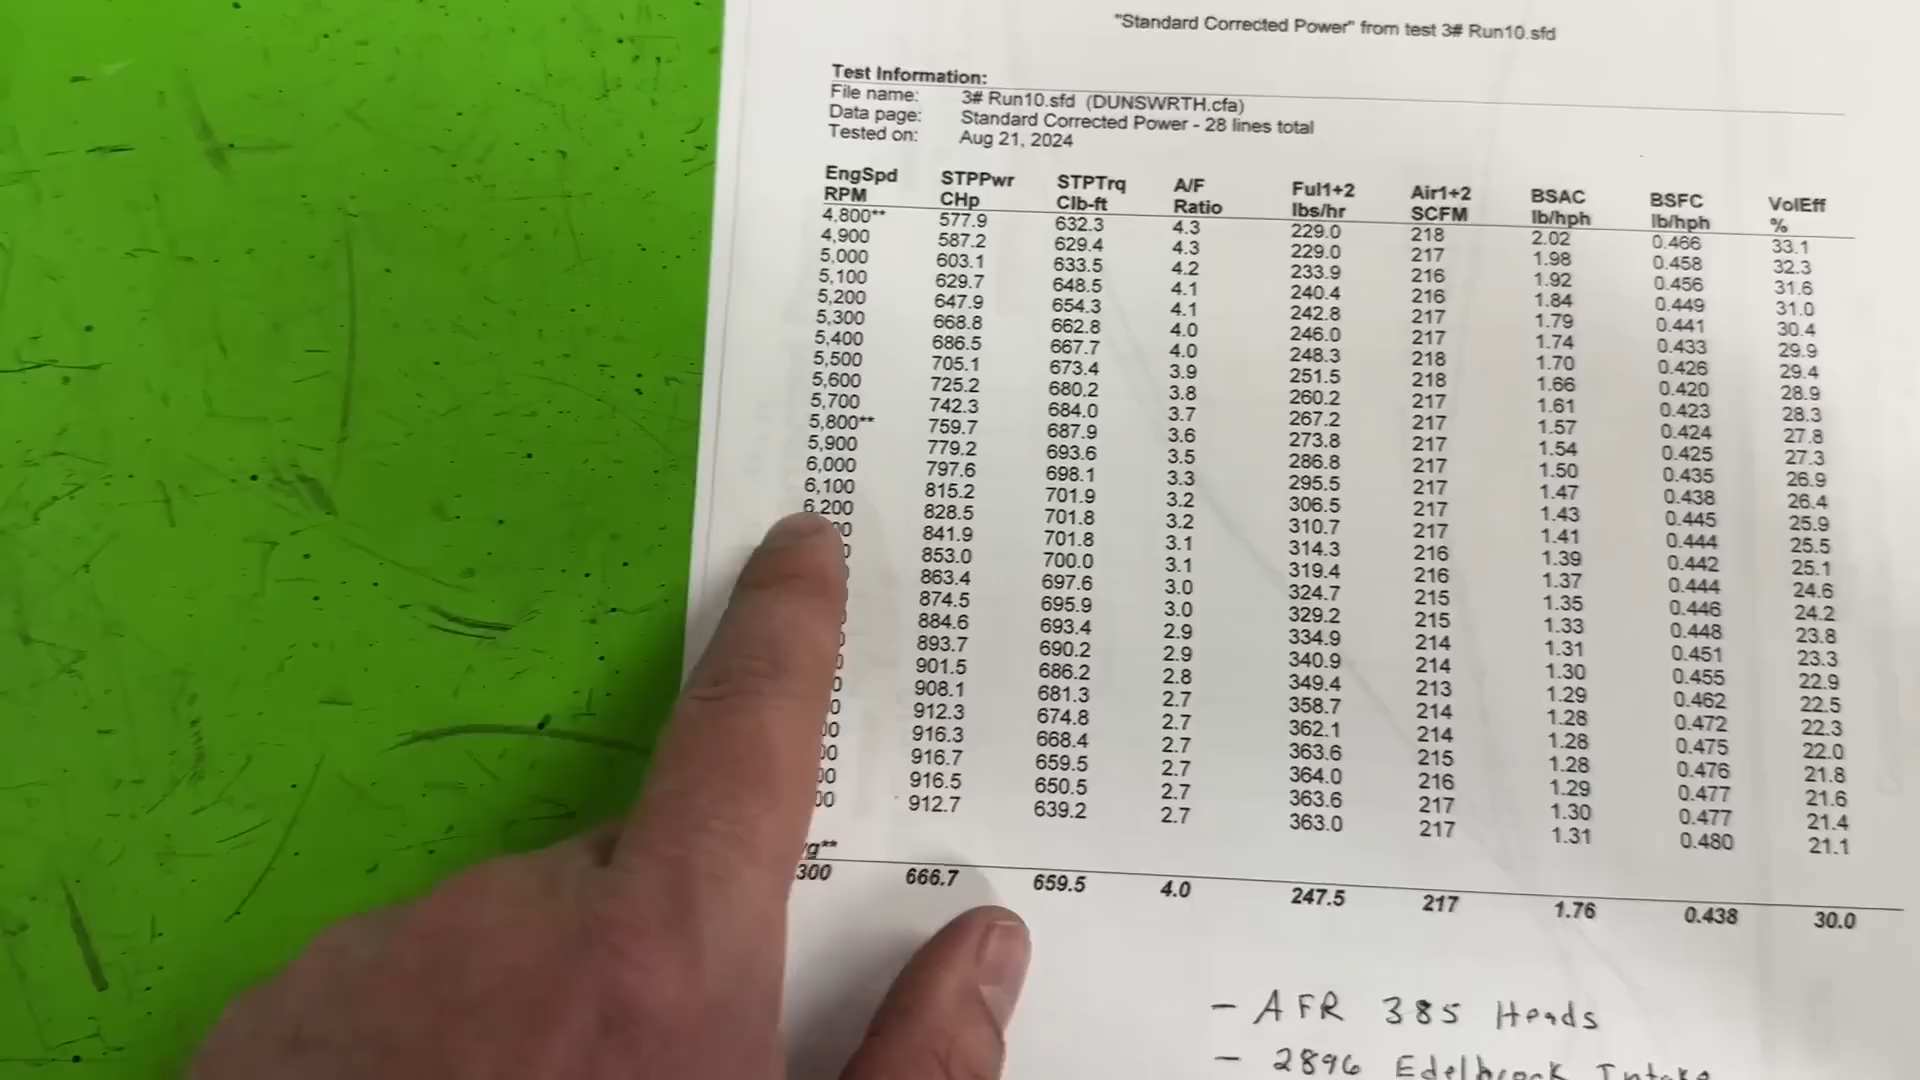 "Standard Corrected Power" from test 3# Run10.sfd
Test Information:
File name: 3# Run10.sfd (DUNSWRTH.cfa)
Data page: Standard Corrected Power - 28 lines total
Tested on: Aug 21, 2024
EngSpd STPPwr STPTrq A/F Ful1+2 Air1+2 BSAC BSFC VolEff
RPM CHp Clb-ft Ratio lbs/hr SCFM lb/hph lb/hph %
4,800** 577.9 632.3 4.3 229.0 218 2.02 0.466 33.1
4,900 587.2 629.4 4.3 229.0 217 1.98 0.458 32.3
5,000 603.1 633.5 4.2 233.9 216 1.92 0.456 31.6
5,100 629.7 648.5 4.1 240.4 216 1.84 0.449 31.0
5,200 647.9 654.3 4.1 242.8 217 1.79 0.441 30.4
5,300 668.8 662.8 4.0 246.0 217 1.74 0.433 29.9
5,400 686.5 667.7 4.0 248.3 218 1.70 0.426 29.4
5,500 705.1 673.4 3.9 251.5 218 1.66 0.420 28.9
5,600 725.2 680.2 3.8 260.2 217 1.61 0.423 28.3
5,700 742.3 684.0 3.7 267.2 217 1.57 0.424 27.8
5,800** 759.7 687.9 3.6 273.8 217 1.54 0.425 27.3
5,900 779.2 693.6 3.5 286.8 217 1.50 0.435 26.9
6,000 797.6 698.1 3.3 295.5 217 1.47 0.438 26.4
6,100 815.2 701.9 3.2 306.5 217 1.43 0.445 25.9
6,200 828.5 701.8 3.2 310.7 217 1.41 0.444 25.5
841.9 701.8 3.1 314.3 216 1.39 0.442 25.1
853.0 700.0 3.1 319.4 216 1.37 0.444 24.6
863.4 697.6 3.0 324.7 215 1.35 0.446 24.2
874.5 695.9 3.0 329.2 215 1.33 0.448 23.8
884.6 693.4 2.9 334.9 214 1.31 0.451 23.3
893.7 690.2 2.9 340.9 214 1.30 0.455 22.9
901.5 686.2 2.8 349.4 213 1.29 0.462 22.5
908.1 681.3 2.7 358.7 214 1.28 0.472 22.3
912.3 674.8 2.7 362.1 214 1.28 0.475 22.0
916.3 668.4 2.7 363.6 215 1.28 0.476 21.8
916.7 659.5 2.7 364.0 216 1.29 0.477 21.6
916.5 650.5 2.7 363.6 217 1.30 0.477 21.4
912.7 639.2 2.7 363.0 217 1.31 0.480 21.1
300 666.7 659.5 4.0 247.5 217 1.76 0.438 30.0
- AFR 385 Heads
- 2896 Edelbrock Intake